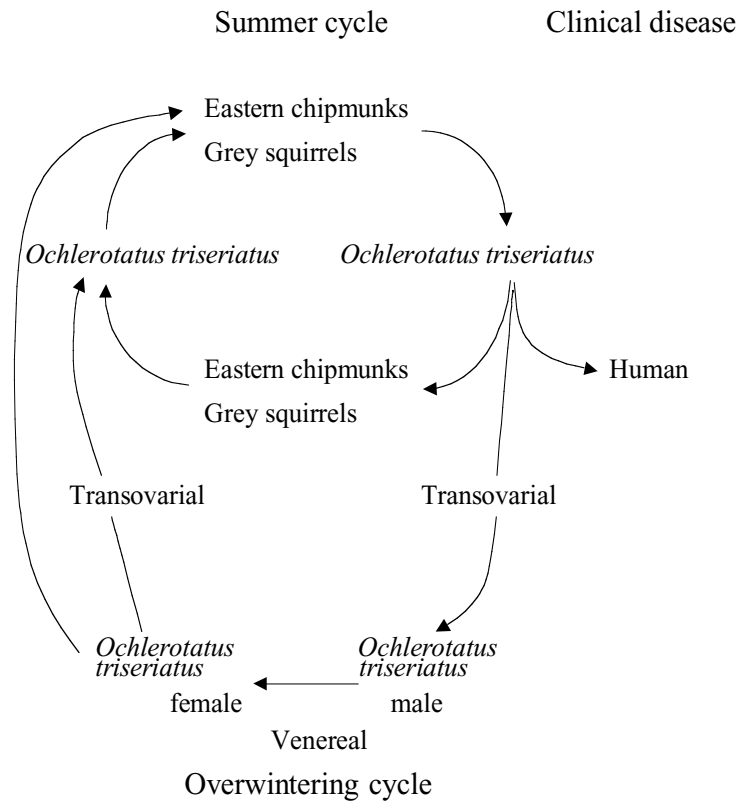 Summer cycle
Clinical disease
Eastern chipmunks
Grey squirrels
Ochlerotatus triseriatus
Ochlerotatus triseriatus
Eastern chipmunks
Grey squirrels
Human
Transovarial
Transovarial
Ochlerotatus
triseriatus
female
Ochlerotatus
triseriatus
male
Venereal
Overwintering cycle